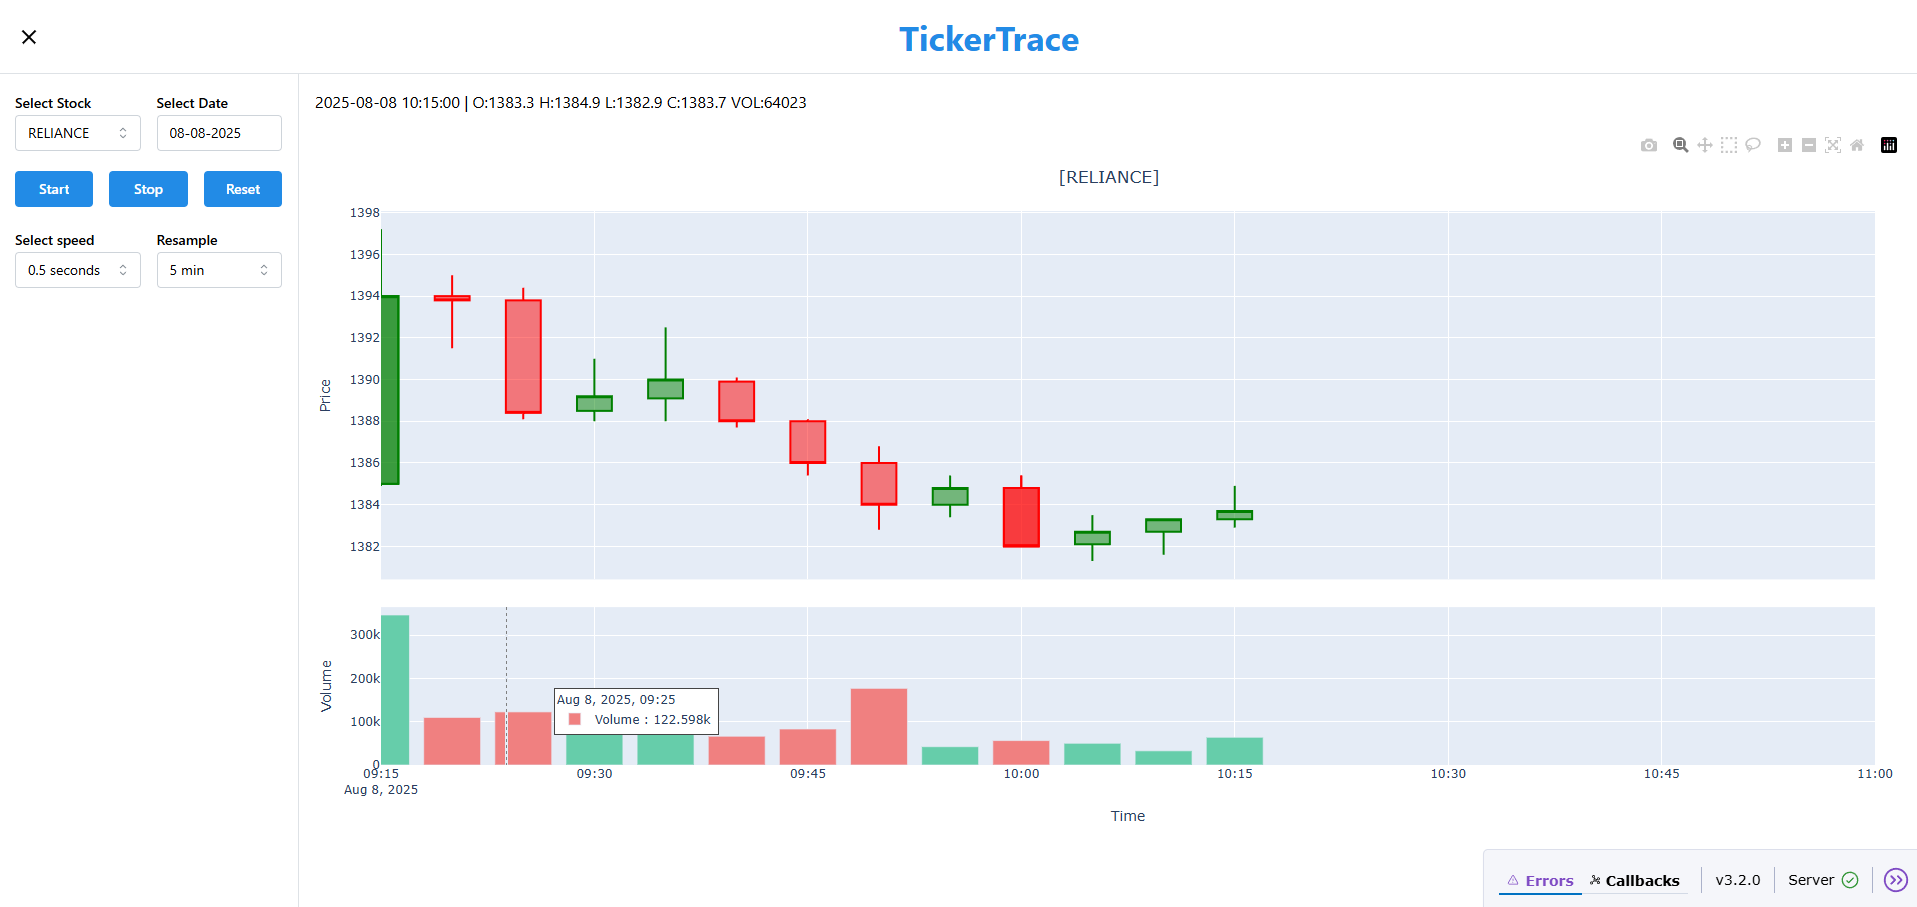 TickerTrace
Select Stock
Select Date
RELIANCE
08-08-2025
Start
Stop
Reset
Select speed
Resample
0.5 seconds
5 min
2025-08-08 10:15:00 | O:1383.3 H:1384.9 L:1382.9 C:1383.7 VOL:64023
[RELIANCE]
1398
1396
1394
1392
1390
1388
1386
1384
1382
Price
300k
200k
100k
0
Volume
Aug 8, 2025, 09:25
Volume : 122.598k
09:15
09:30
09:45
10:00
10:15
10:30
10:45
11:00
Aug 8, 2025
Time
Errors
Callbacks
v3.2.0
Server